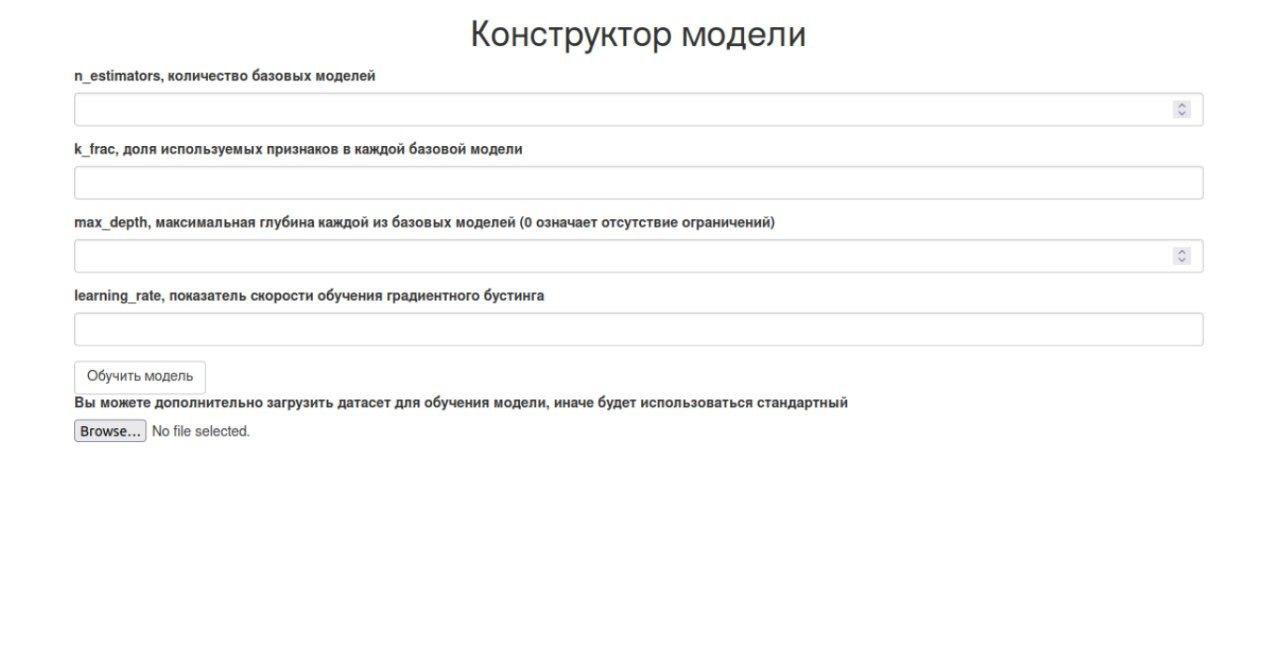 Конструктор модели
n_estimators, количество базовых моделей
k_frac, доля используемых признаков в каждой базовой модели
max_depth, максимальная глубина каждой из базовых моделей (0 означает отсутствие ограничений)
learning_rate, показатель скорости обучения градиентного бустинга
Обучить модель
Вы можете дополнительно загрузить датасет для обучения модели, иначе будет использоваться стандартный
Browse... No file selected.